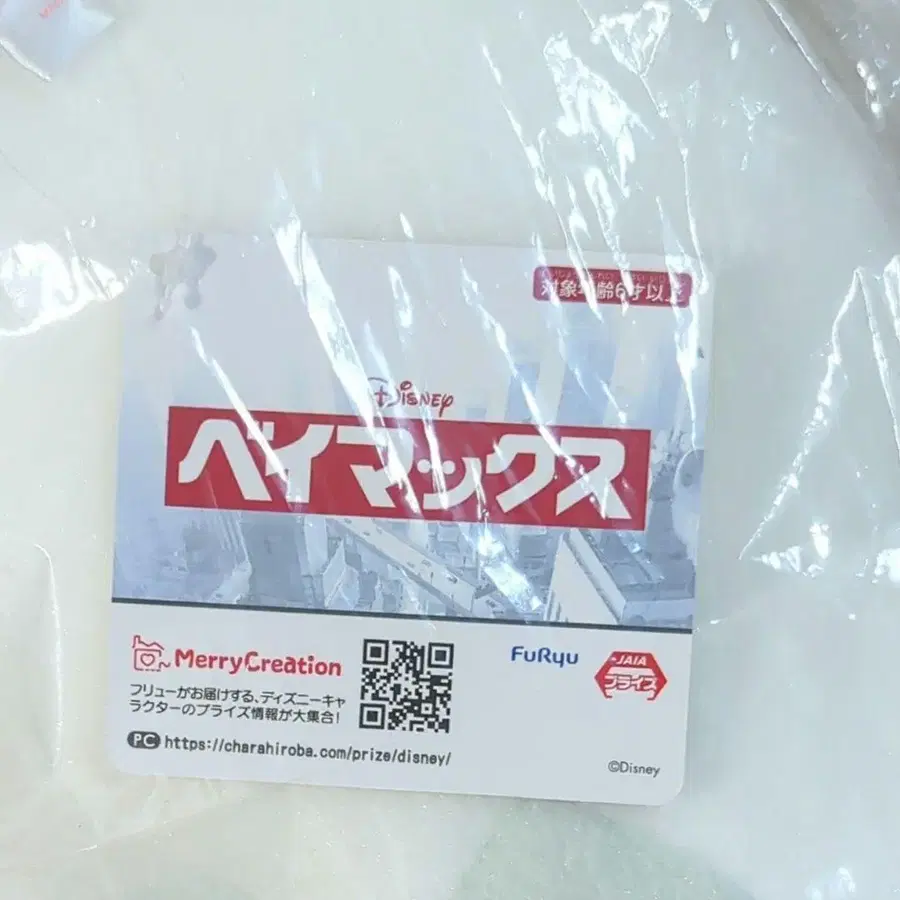 対象年齢6才以上
Disney
ベイマックス
MerryCreation
フリューがお届けする、ディズニーキャ
ラクターのプライズ情報が大集合!
PC https://charahiroba.com/prize/disney/
FuRyu
JAIA
プライズ
©Disney